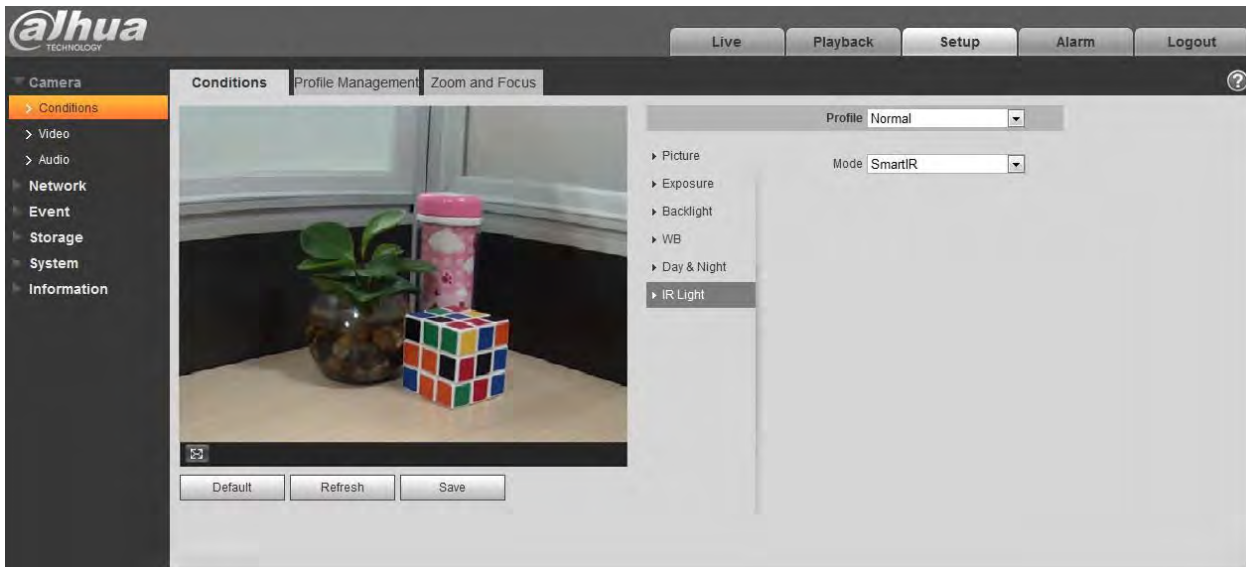 alhua
TECHNOLOGY
Live Playback Setup Alarm Logout
Camera
Conditions
Video
Audio
Network
Event
Storage
System
Information
Conditions Profile Management Zoom and Focus
?
Profile Normal
Picture
Exposure
Backlight
WB
Day & Night
IR Light
Mode SmartIR
Default Refresh Save